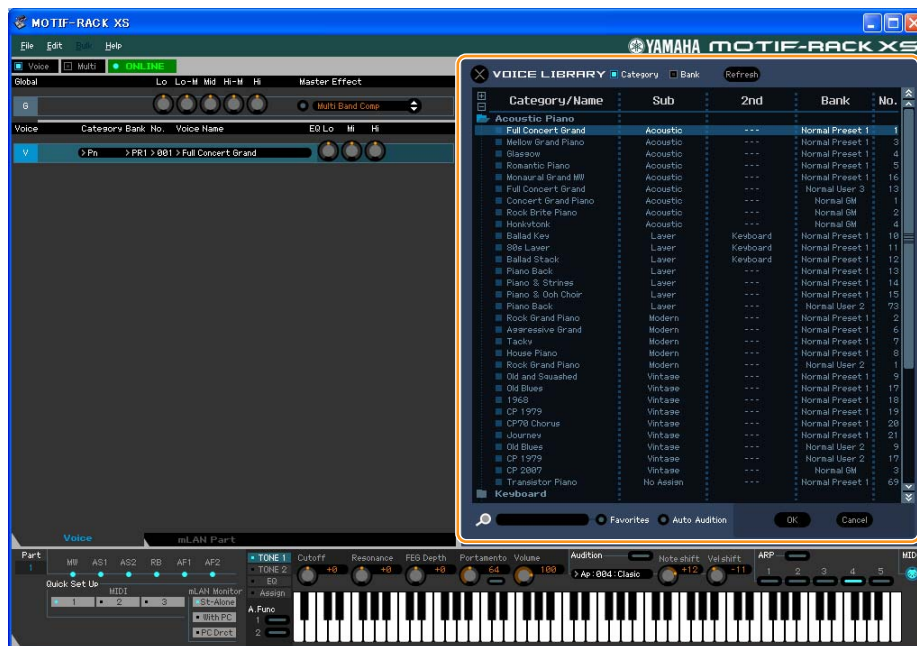 MOTIF-RACK XS
File Edit Bulk Help
YAMAHA MOTIF-RACK XS
Voice Multi ONLINE
Global Lo Lo-M Mid Hi-M Hi Master Effect
G Multi Band Comp
Voice Category Bank No. Voice Name EQ Lo Mi Hi
V >Pn >PR1 >001 >Full Concert Grand
VOICE LIBRARY Category Bank Refresh
Category/Name Sub 2nd Bank No.
Acoustic Piano
Full Concert Grand Acoustic --- Normal Preset 1 1
Mellow Grand Piano Acoustic --- Normal Preset 1 3
Glasgow Acoustic --- Normal Preset 1 4
Romantic Piano Acoustic --- Normal Preset 1 5
Monaural Grand MW Acoustic --- Normal Preset 1 16
Full Concert Grand Acoustic --- Normal User 3 13
Concert Grand Piano Acoustic --- Normal GM 1
Rock Brite Piano Acoustic --- Normal GM 2
Honkytonk Acoustic --- Normal GM 4
Ballad Key Layer Keyboard Normal Preset 1 10
80s Layer Layer Keyboard Normal Preset 1 11
Ballad Stack Layer Keyboard Normal Preset 1 12
Piano Back Layer --- Normal Preset 1 13
Piano & Strings Layer --- Normal Preset 1 14
Piano & Ooh Choir Layer --- Normal Preset 1 15
Piano Back Layer --- Normal User 2 73
Rock Grand Piano Modern --- Normal Preset 1 2
Aggressive Grand Modern --- Normal Preset 1 6
Tacky Modern --- Normal Preset 1 7
House Piano Modern --- Normal Preset 1 8
Rock Grand Piano Modern --- Normal User 2 1
Old and Squashed Vintage --- Normal Preset 1 9
Old Blues Vintage --- Normal Preset 1 17
1968 Vintage --- Normal Preset 1 18
CP 1979 Vintage --- Normal Preset 1 19
CP70 Chorus Vintage --- Normal Preset 1 20
Journey Vintage --- Normal Preset 1 21
Old Blues Vintage --- Normal User 2 9
CP 1979 Vintage --- Normal User 2 17
CP 2007 Vintage --- Normal GM 3
Transistor Piano No Assign --- Normal Preset 1 69
Keyboard
Favorites Auto Audition OK Cancel
Voice mLAN Part
Part MW AS1 AS2 RB AF1 AF2
1
Quick Set Up
MIDI mLAN Monitor
1 2 3 St-Alone
With PC
PC Drct
TONE 1 Cutoff Resonance FEG Depth Portamento Volume Audition Note shift Vel shift ARP MID
TONE 2 +0 +0 +0 64 100 >Ap:004:Clasic +12 -11 1 2 3 4 5
EQ
Assign
A.Func
1
2